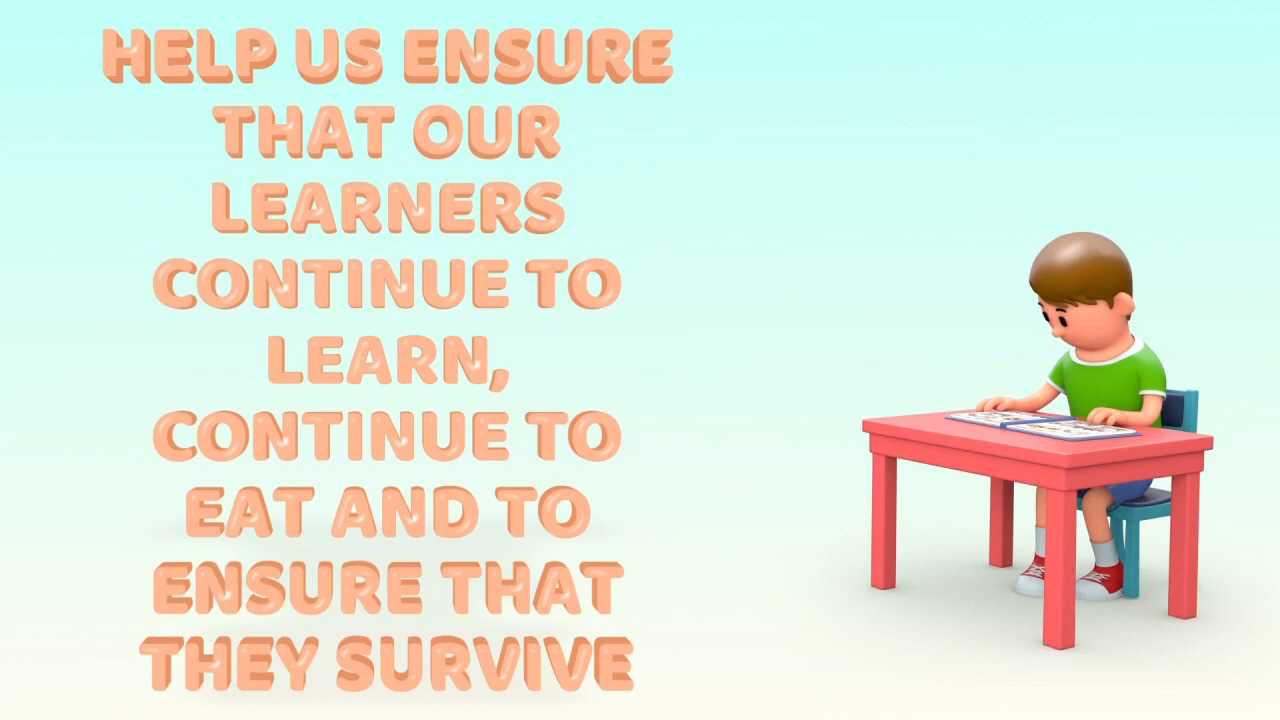 HELP US ENSURE
THAT OUR
LEARNERS
CONTINUE TO
LEARN,
CONTINUE TO
EAT AND TO
ENSURE THAT
THEY SURVIVE